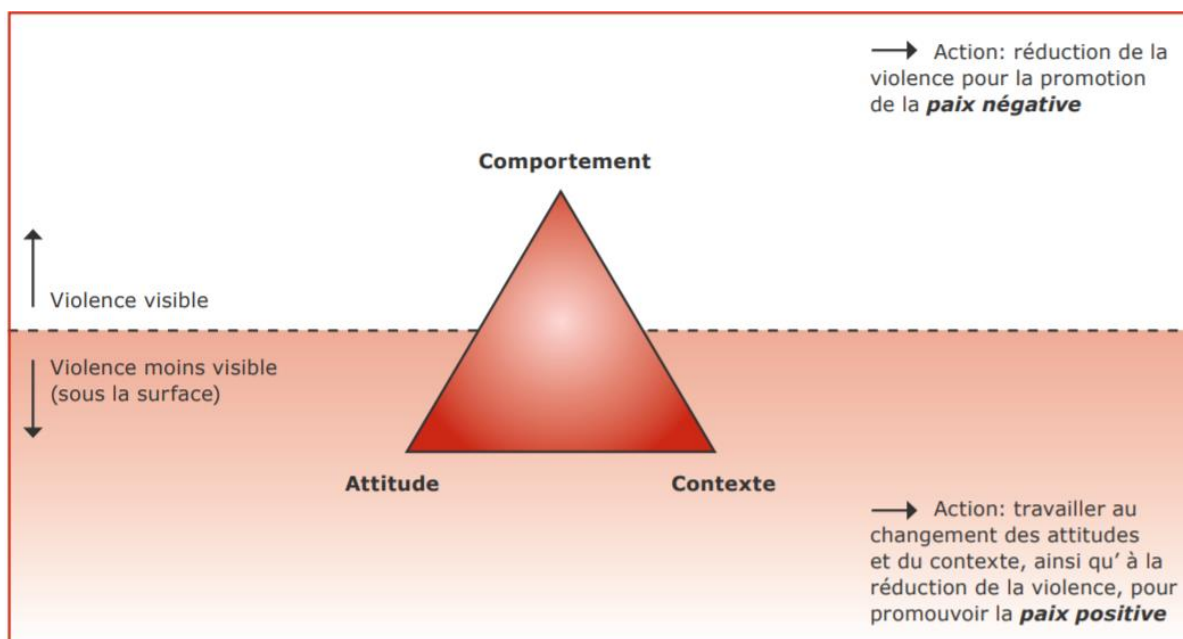 Action: réduction de la
violence pour la promotion
de la paix négative
Comportement
Violence visible
Violence moins visible
(sous la surface)
Attitude
Contexte
Action: travailler au
changement des attitudes
et du contexte, ainsi qu’ à la
réduction de la violence, pour
promouvoir la paix positive